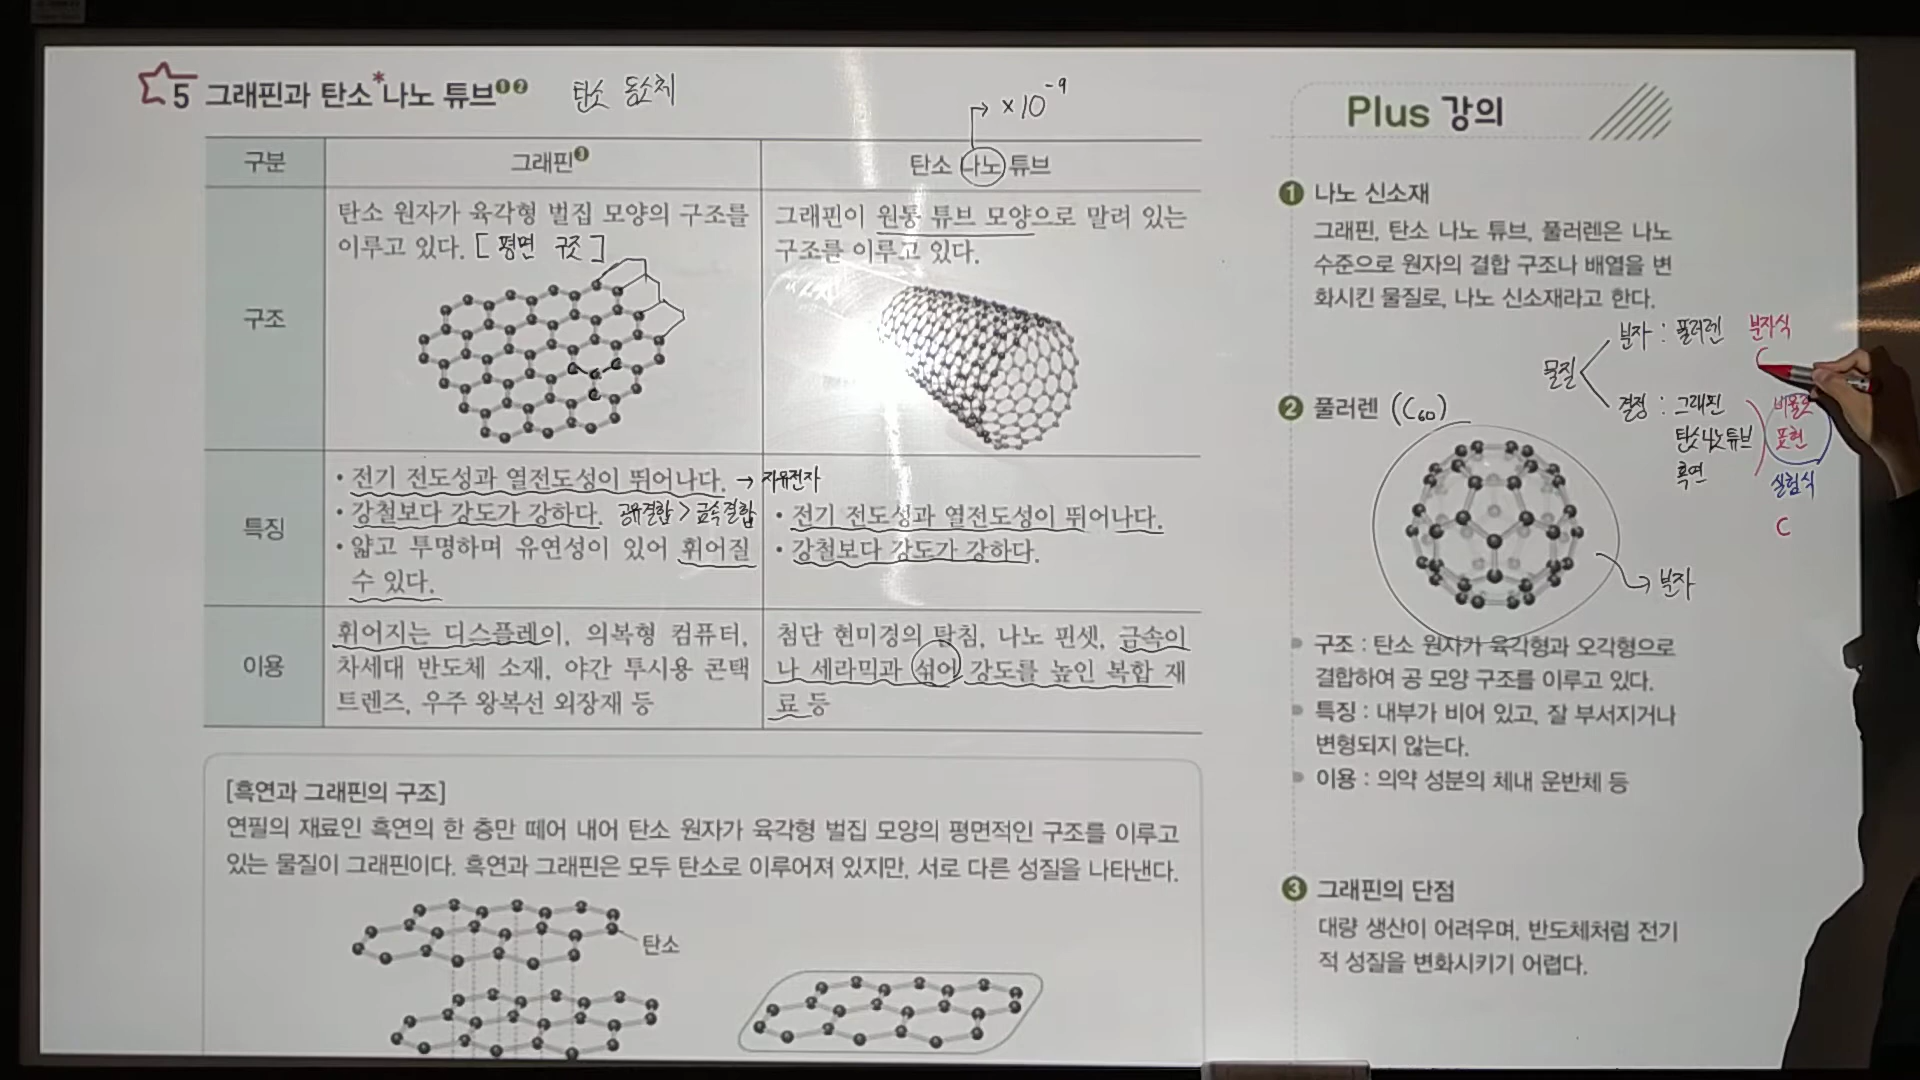 5 그래핀과 탄소*나노 튜브❶❷ 탄소 동소체
→ ×10⁻⁹
구분 그래핀❸ 탄소 나노 튜브
구조
탄소 원자가 육각형 벌집 모양의 구조를
이루고 있다. [평면 구조]
C C C C
그래핀이 원통 튜브 모양으로 말려 있는
구조를 이루고 있다.
특징
• 전기 전도성과 열전도성이 뛰어나다. → 자유전자
• 강철보다 강도가 강하다. 공유결합 > 금속결합
• 얇고 투명하며 유연성이 있어 휘어질
수 있다.
• 전기 전도성과 열전도성이 뛰어나다.
• 강철보다 강도가 강하다.
이용
휘어지는 디스플레이, 의복형 컴퓨터,
차세대 반도체 소재, 야간 투시용 콘택
트렌즈, 우주 왕복선 외장재 등
첨단 현미경의 탐침, 나노 핀셋, 금속이
나 세라믹과 섞어 강도를 높인 복합 재
료 등
[흑연과 그래핀의 구조]
연필의 재료인 흑연의 한 층만 떼어 내어 탄소 원자가 육각형 벌집 모양의 평면적인 구조를 이루고
있는 물질이 그래핀이다. 흑연과 그래핀은 모두 탄소로 이루어져 있지만, 서로 다른 성질을 나타낸다.
탄소
Plus 강의
❶ 나노 신소재
그래핀, 탄소 나노 튜브, 풀러렌은 나노
수준으로 원자의 결합 구조나 배열을 변
화시킨 물질로, 나노 신소재라고 한다.
물질
분자 : 풀러렌 분자식
C
결정 : 그래핀
탄소나노튜브
흑연
비율로
표현
실험식
C
❷ 풀러렌 (C₆₀)
→ 분자
구조 : 탄소 원자가 육각형과 오각형으로
결합하여 공 모양 구조를 이루고 있다.
특징 : 내부가 비어 있고, 잘 부서지거나
변형되지 않는다.
이용 : 의약 성분의 체내 운반체 등
❸ 그래핀의 단점
대량 생산이 어려우며, 반도체처럼 전기
적 성질을 변화시키기 어렵다.